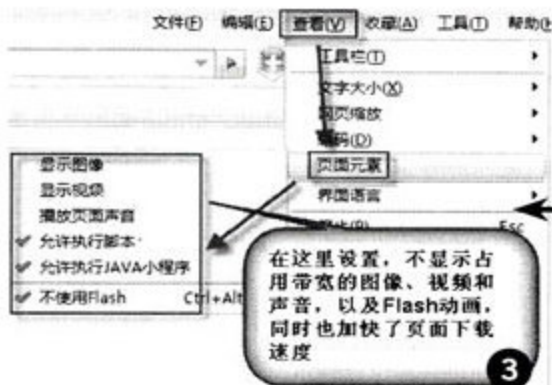 文件(F) 编辑(E) 查看(V) 收藏(A) 工具(T) 帮助(H
工具栏(T)
文字大小(X)
网页缩放
编码(D)
页面元素
界面语言
Esc
显示图像
显示视频
播放页面声音
允许执行脚本
允许执行JAVA小程序
不使用Flash Ctrl+Alt
在这里设置，不显示占
用带宽的图像、视频和
声音，以及Flash动画，
同时也加快了页面下载
速度
3